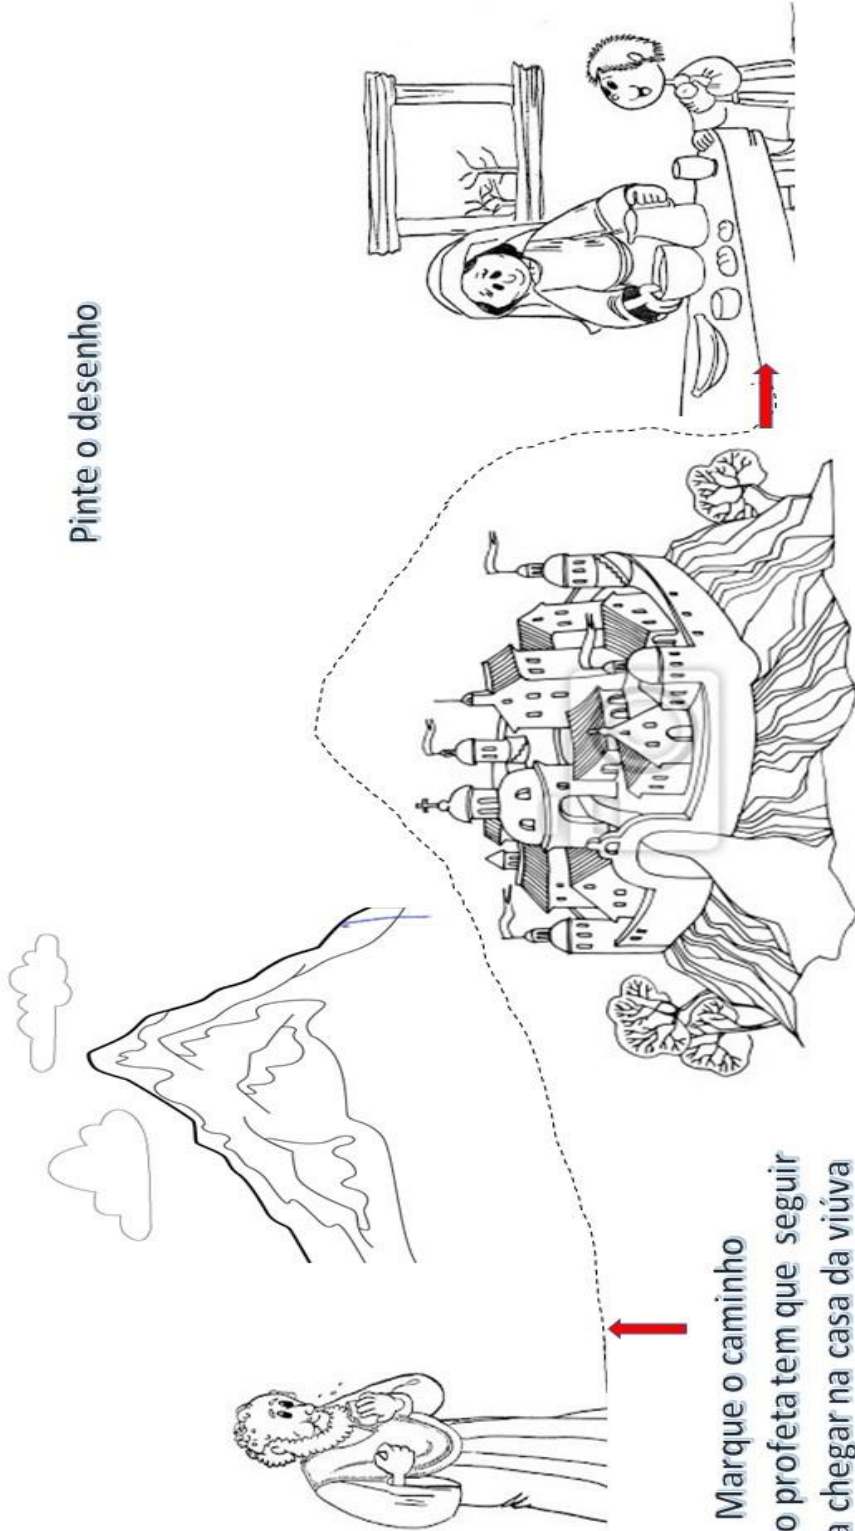 Pinte o desenho
Marque o caminho
o profeta tem que seguir
a chegar na casa da viúva